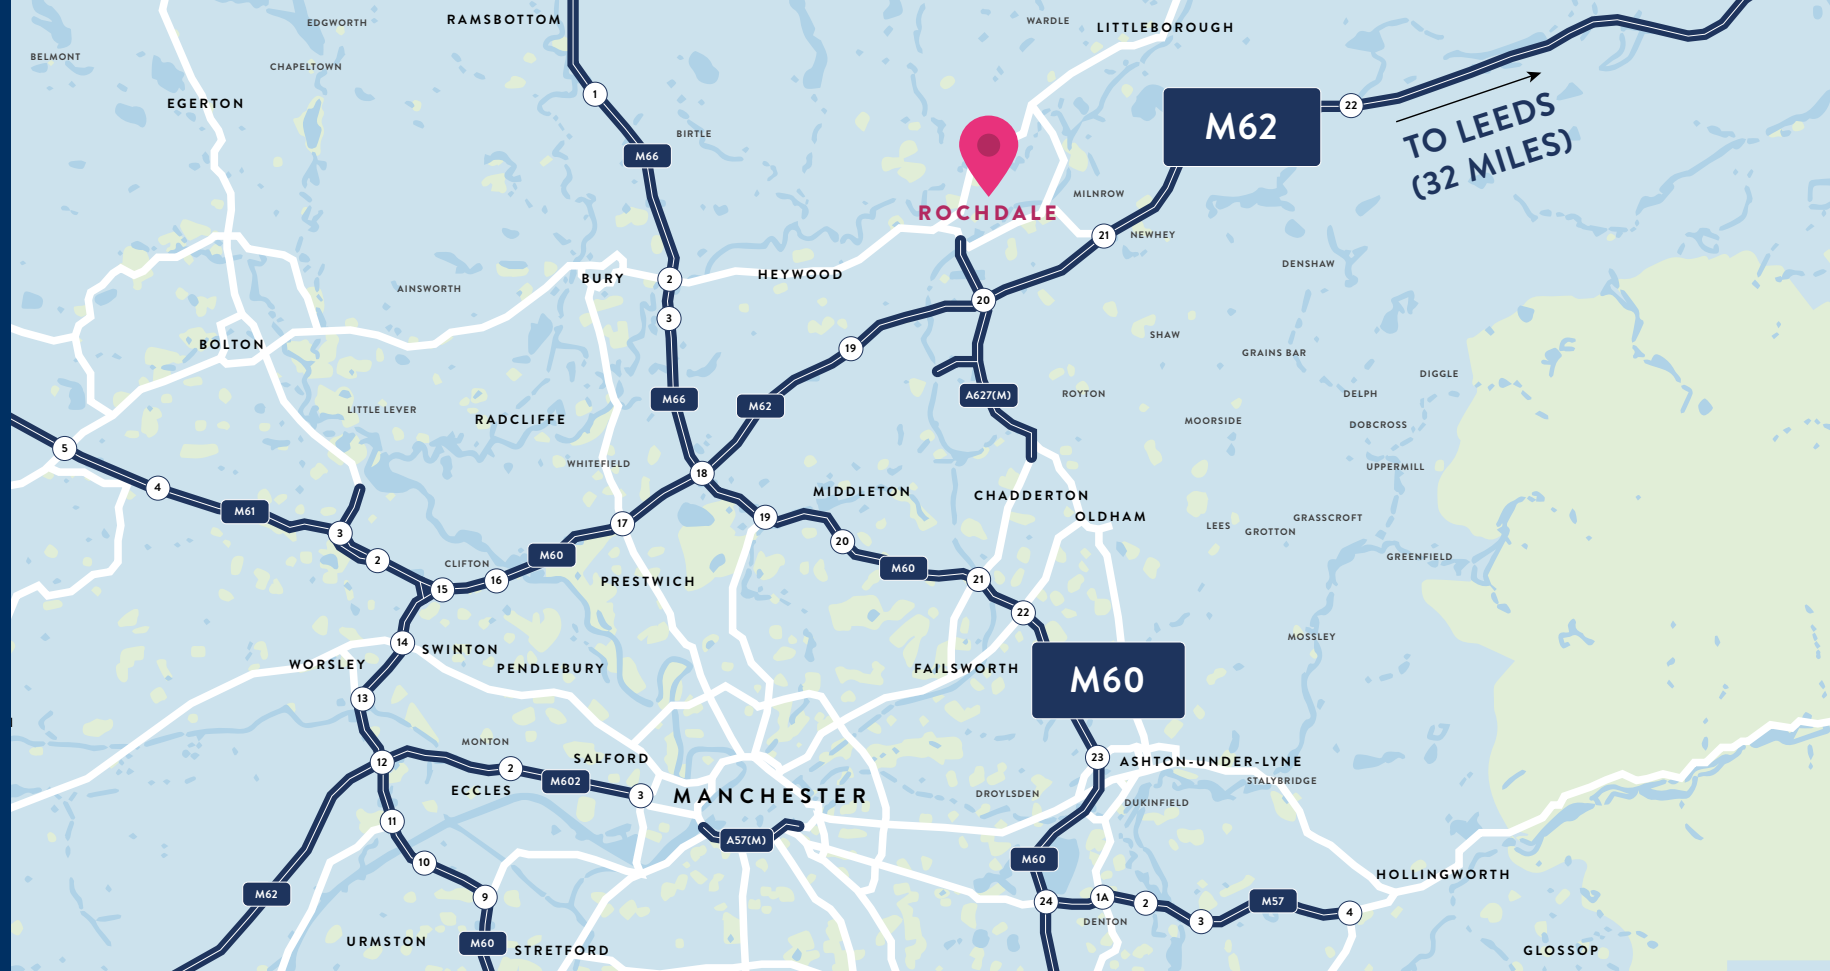 EDGWORTH
RAMSBOTTOM
WARDLE
LITTLEBOROUGH
BELMONT
CHAPELTOWN
EGERTON
1
M62
22
TO LEEDS
(32 MILES)
BIRTLE
M66
MILNROW
ROCHDALE
21
NEWHEY
DENSHAW
BURY
2
HEYWOOD
AINSWORTH
20
3
SHAW
BOLTON
19
GRAINS BAR
DIGGLE
M66
M62
A627(M)
ROYTON
DELPH
LITTLE LEVER
RADCLIFFE
MOORSIDE
DOBCROSS
5
WHITEFIELD
18
UPPERMILL
4
MIDDLETON
CHADDERTON
M61
17
19
OLDHAM
LEES
GRASSCROFT
GROTTON
3
20
M60
GREENFIELD
2
CLIFTON
M60
15
16
PRESTWICH
21
22
14
SWINTON
MOSSLEY
WORSLEY
PENDLEBURY
FAILSWORTH
M60
13
MONTON
12
2
SALFORD
23
ASHTON-UNDER-LYNE
M602
STALYBRIDGE
ECCLES
3
MANCHESTER
DROYLSDEN
DUKINFIELD
11
A57(M)
10
M60
HOLLINGWORTH
M62
9
24
1A
2
M57
4
3
DENTON
URMSTON
M60
STRETFORD
GLOSSOP